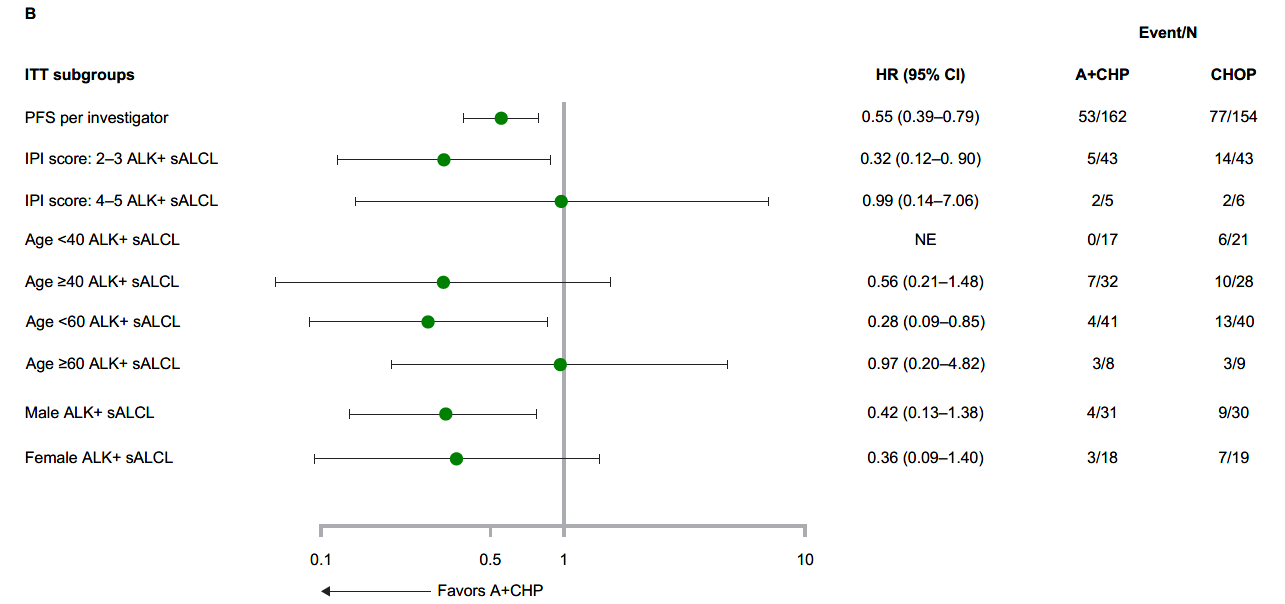 B
Event/N
ITT subgroups HR (95% CI) A+CHP CHOP
PFS per investigator 0.55 (0.39–0.79) 53/162 77/154
IPI score: 2–3 ALK+ sALCL 0.32 (0.12–0. 90) 5/43 14/43
IPI score: 4–5 ALK+ sALCL 0.99 (0.14–7.06) 2/5 2/6
Age <40 ALK+ sALCL NE 0/17 6/21
Age ≥40 ALK+ sALCL 0.56 (0.21–1.48) 7/32 10/28
Age <60 ALK+ sALCL 0.28 (0.09–0.85) 4/41 13/40
Age ≥60 ALK+ sALCL 0.97 (0.20–4.82) 3/8 3/9
Male ALK+ sALCL 0.42 (0.13–1.38) 4/31 9/30
Female ALK+ sALCL 0.36 (0.09–1.40) 3/18 7/19
0.1 0.5 1 10
Favors A+CHP